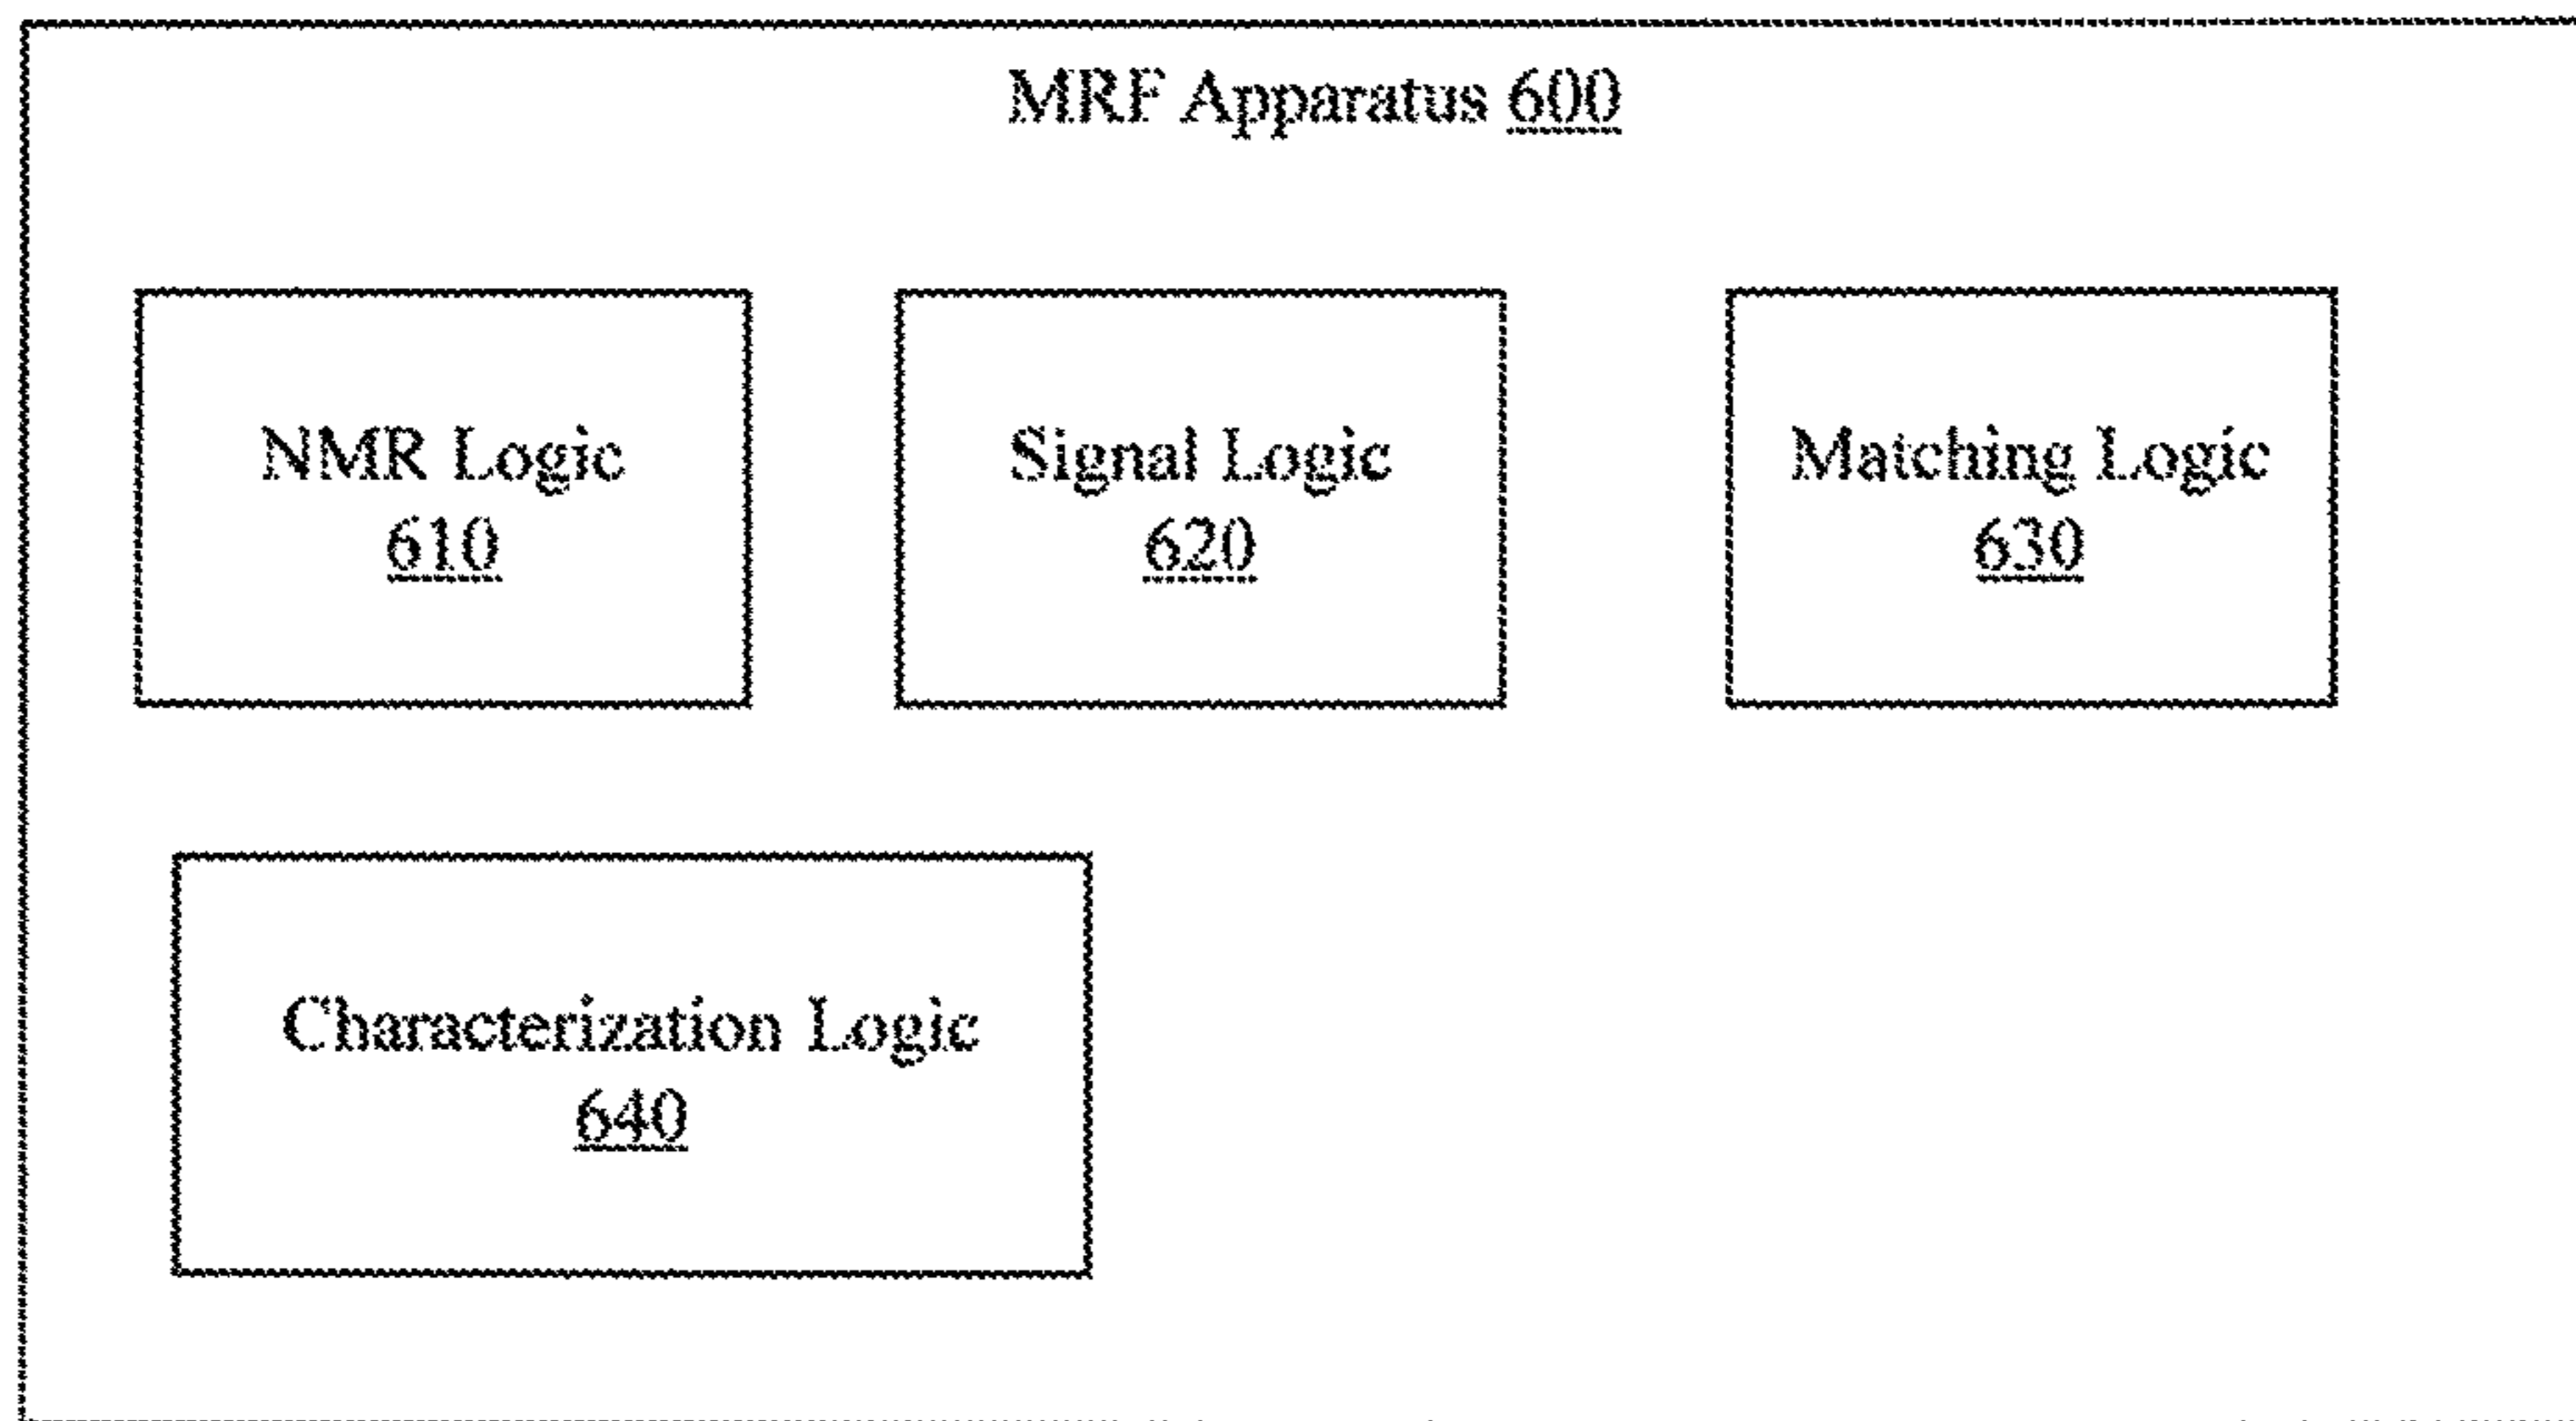 MRF Apparatus 600
NMR Logic
610
Signal Logic
620
Matching Logic
630
Characterization Logic
640